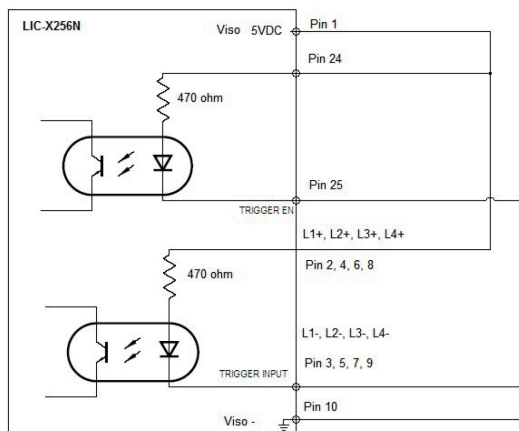 LIC-X256N
Viso 5VDC
Pin 1
Pin 24
470 ohm
Pin 25
TRIGGER EN
L1+, L2+, L3+, L4+
Pin 2, 4, 6, 8
470 ohm
L1-, L2-, L3-, L4-
TRIGGER INPUT
Pin 3, 5, 7, 9
Pin 10
Viso -